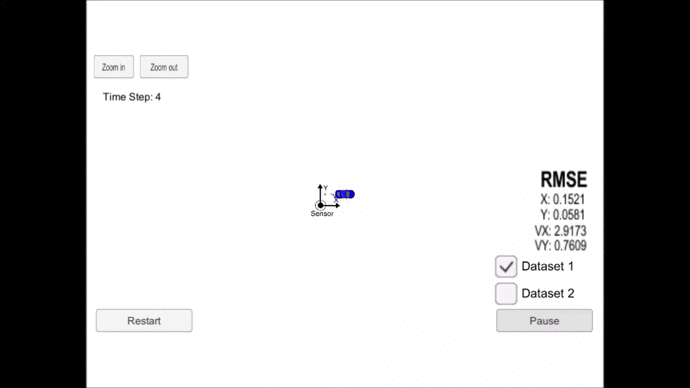 Zoom in
Zoom out
Time Step: 4
Y
X
Sensor
RMSE
X: 0.1521
Y: 0.0581
VX: 2.9173
VY: 0.7609
Dataset 1
Dataset 2
Restart
Pause